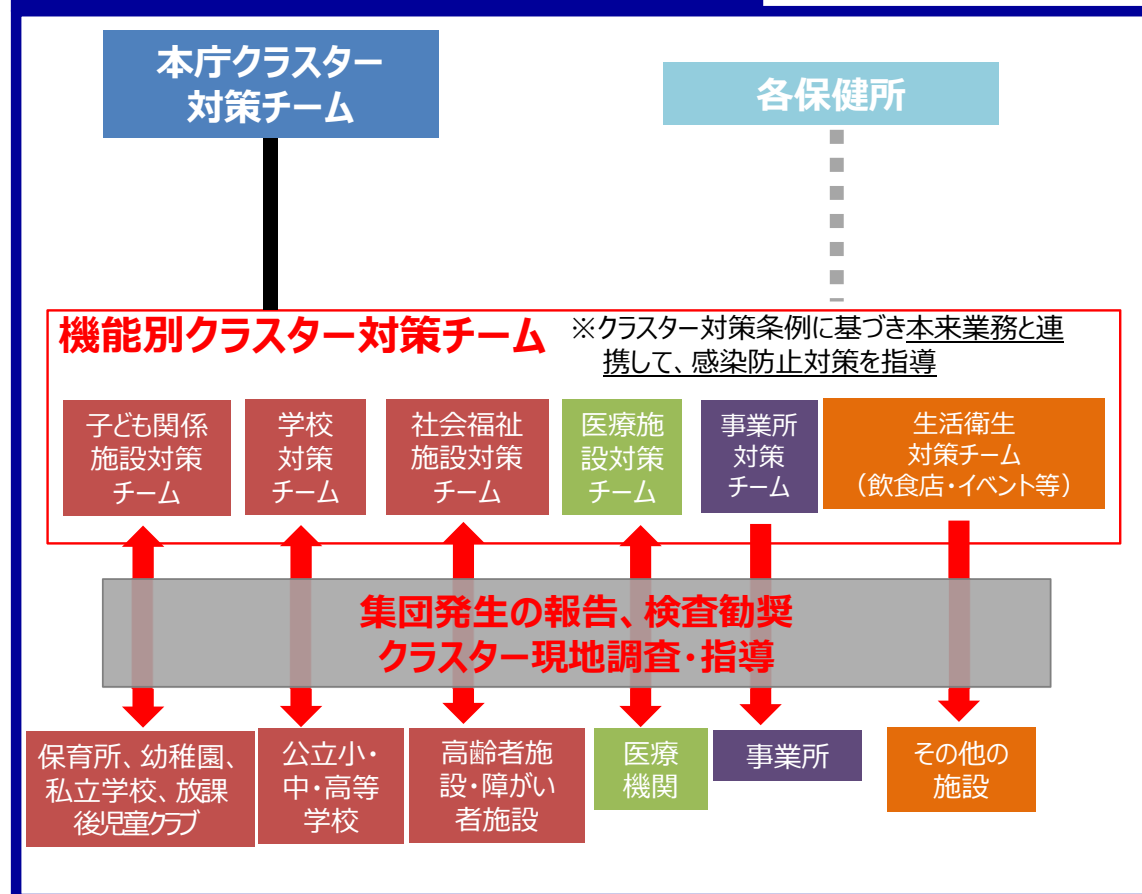 本庁クラスター
対策チーム
各保健所
機能別クラスター対策チーム
※クラスター対策条例に基づき本来業務と連
携して、感染防止対策を指導
子ども関係
施設対策
チーム
学校
対策
チーム
社会福祉
施設対策
チーム
医療施
設対策
チーム
事業所
対策
チーム
生活衛生
対策チーム
（飲食店・イベント等）
集団発生の報告、検査勧奨
クラスター現地調査・指導
保育所、幼稚園、
私立学校、放課
後児童クラブ
公立小・
中・高等
学校
高齢者施
設・障がい
者施設
医療
機関
事業所
その他の
施設